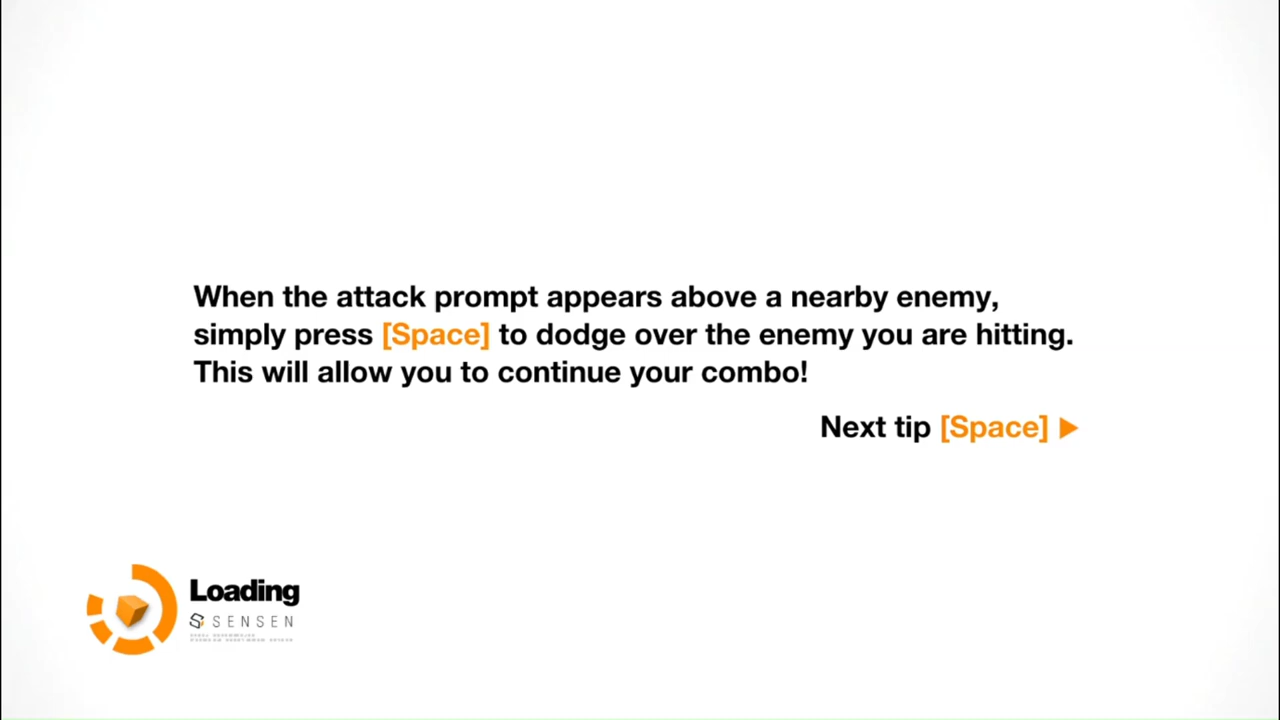 When the attack prompt appears above a nearby enemy,
simply press [Space] to dodge over the enemy you are hitting.
This will allow you to continue your combo!
Next tip [Space]
Loading
SENSEN